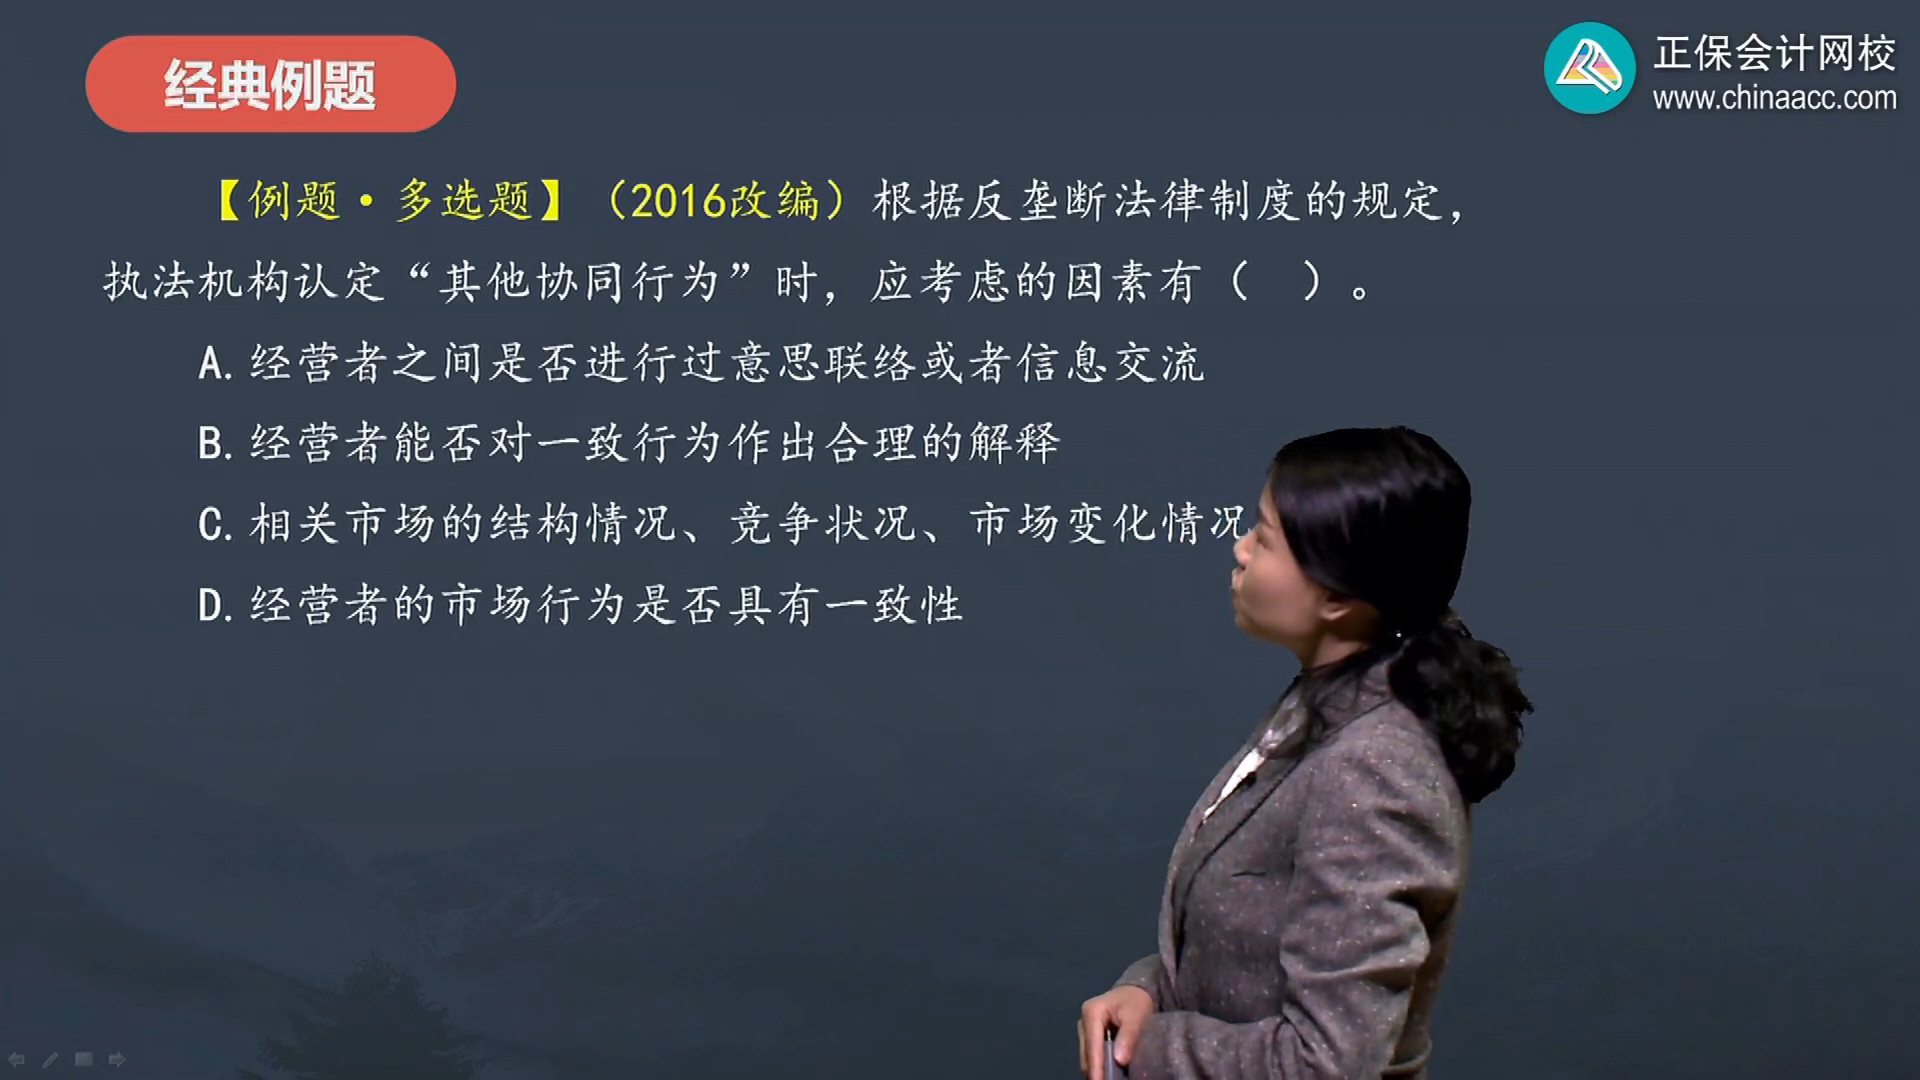 经典例题
正保会计网校
www.chinaacc.com
【例题·多选题】（2016改编）根据反垄断法律制度的规定，
执法机构认定“其他协同行为”时，应考虑的因素有（ ）。
A.经营者之间是否进行过意思联络或者信息交流
B.经营者能否对一致行为作出合理的解释
C.相关市场的结构情况、竞争状况、市场变化情况
D.经营者的市场行为是否具有一致性